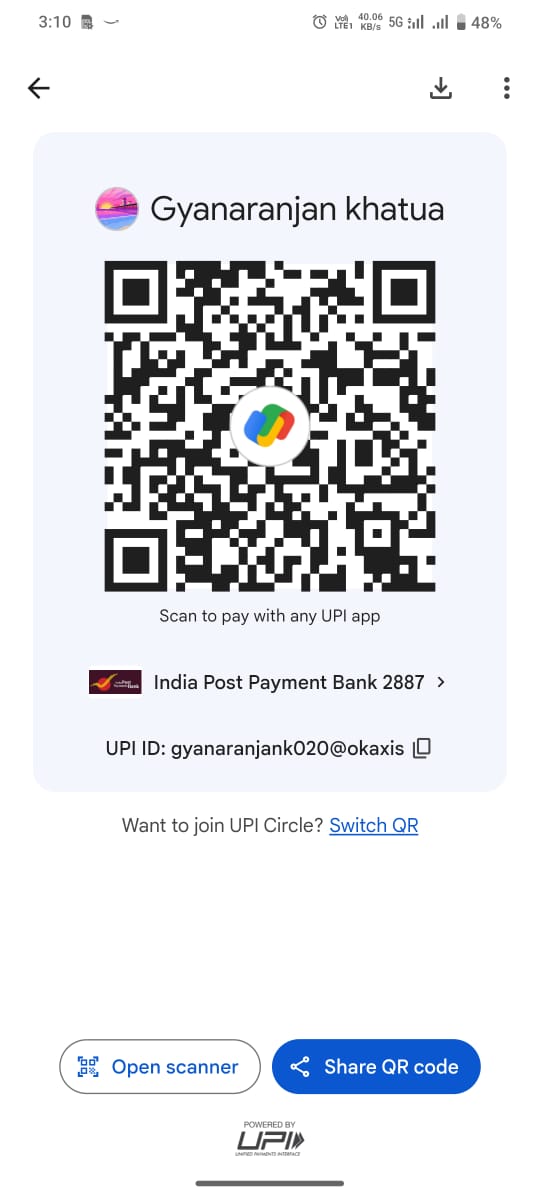 3:10
Vo) 40.06 5G 48%
LTE1 KB/s
Gyanaranjan khatua
Scan to pay with any UPI app
India Post Payment Bank 2887
UPI ID: gyanaranjank020@okaxis
Want to join UPI Circle? Switch QR
Open scanner
Share QR code
POWERED BY
UPI
UNIFIED PAYMENTS INTERFACE